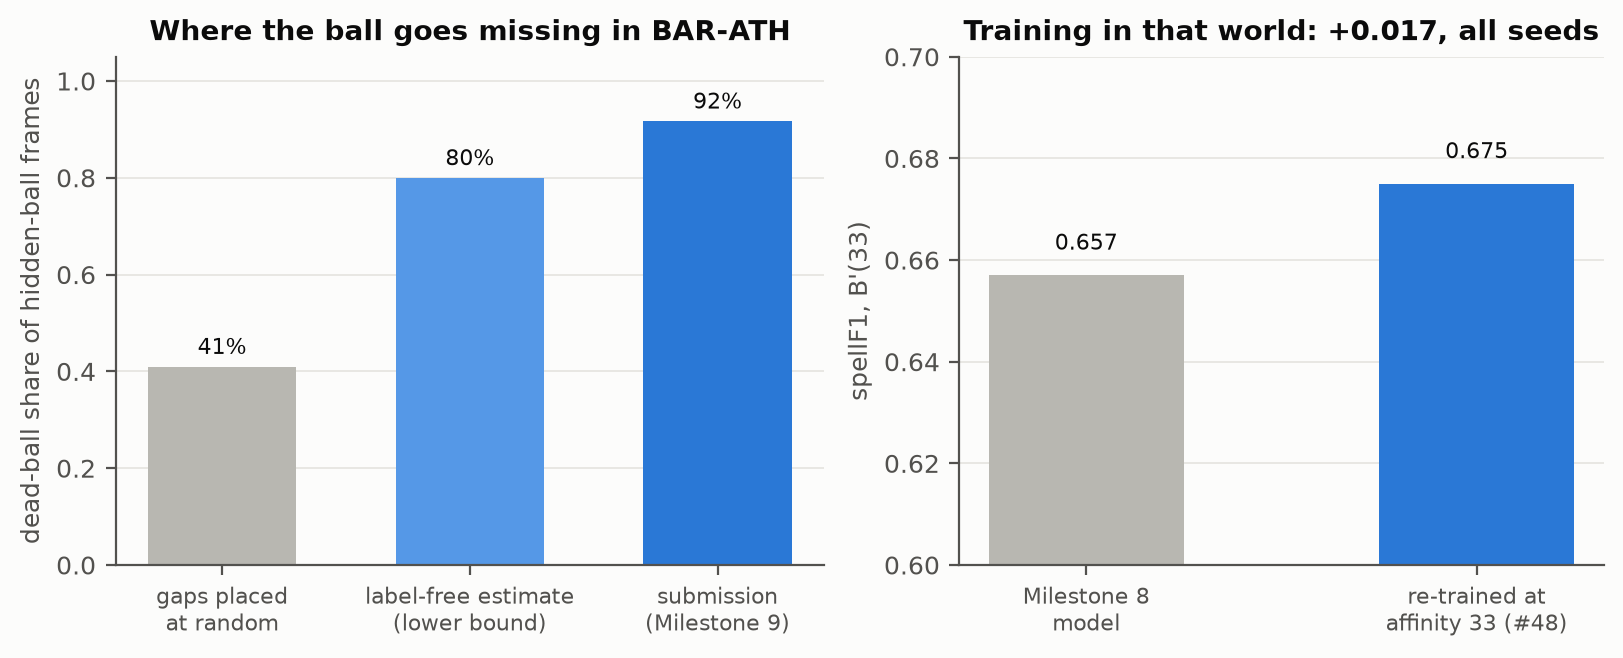 Where the ball goes missing in BAR-ATH
dead-ball share of hidden-ball frames
1.0
0.8
0.6
0.4
0.2
0.0
41%
80%
92%
gaps placed
at random
label-free estimate
(lower bound)
submission
(Milestone 9)
Training in that world: +0.017, all seeds
spellF1, B'(33)
0.70
0.68
0.66
0.64
0.62
0.60
0.657
0.675
Milestone 8
model
re-trained at
affinity 33 (#48)